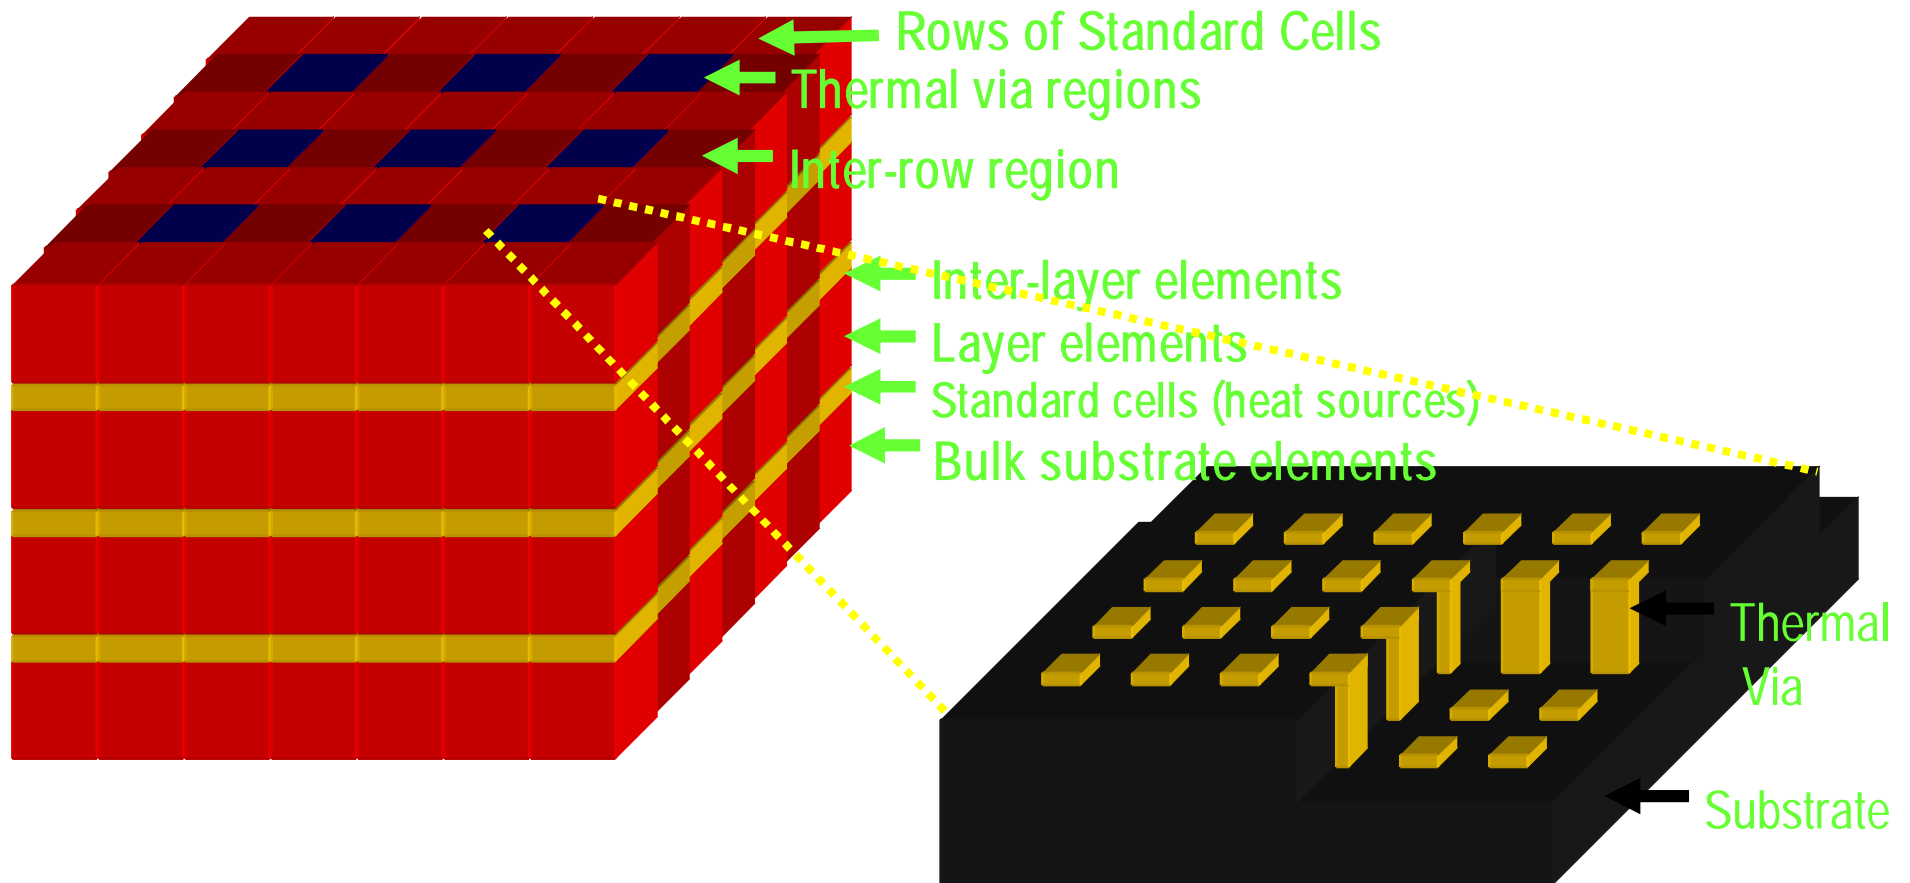 Rows of Standard Cells
Thermal via regions
Inter-row region
Inter-layer elements
Layer elements
Standard cells (heat sources)
Bulk substrate elements
Thermal
Via
Substrate